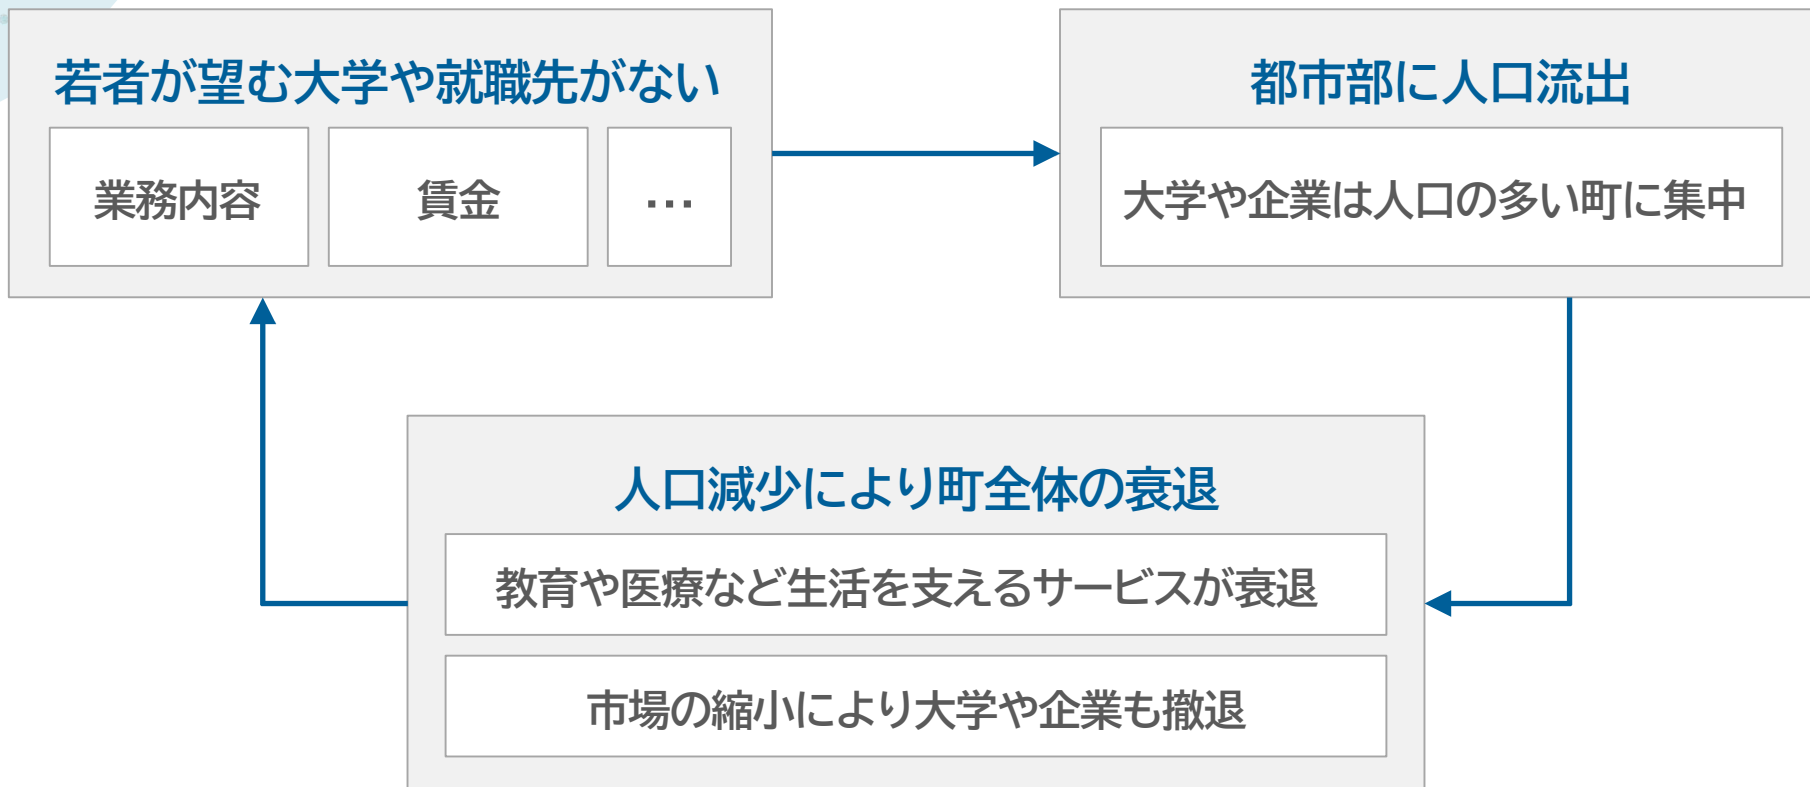 若者が望む大学や就職先がない
業務内容
賃金
…
都市部に人口流出
大学や企業は人口の多い町に集中
人口減少により町全体の衰退
教育や医療など生活を支えるサービスが衰退
市場の縮小により大学や企業も撤退